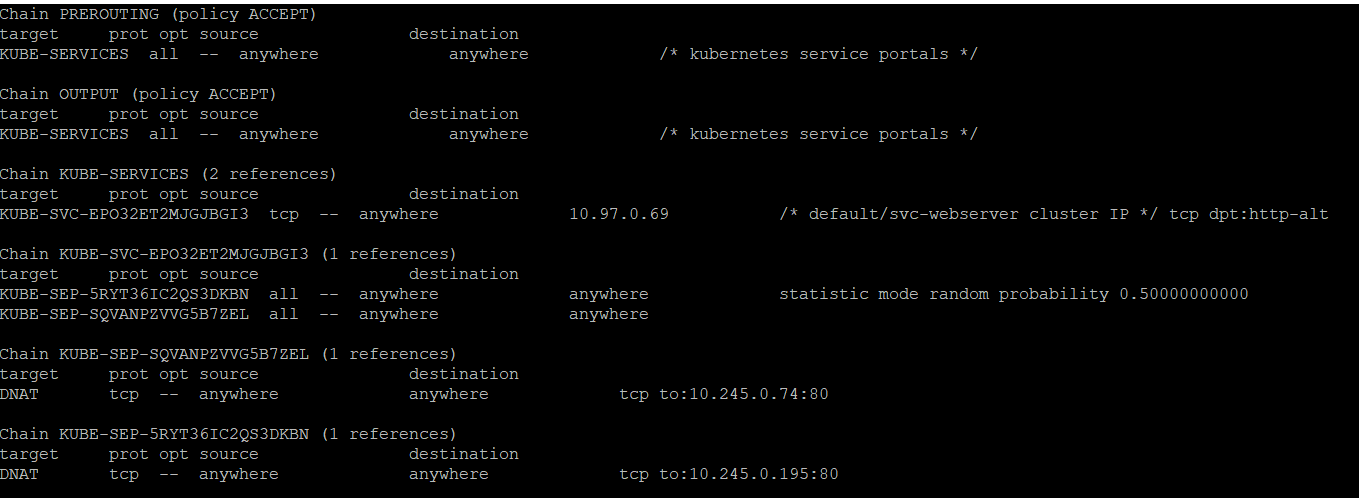 Chain PREROUTING (policy ACCEPT)
target     prot opt source               destination
KUBE-SERVICES  all  --  anywhere             anywhere             /* kubernetes service portals */
Chain OUTPUT (policy ACCEPT)
target     prot opt source               destination
KUBE-SERVICES  all  --  anywhere             anywhere             /* kubernetes service portals */
Chain KUBE-SERVICES (2 references)
target     prot opt source               destination
KUBE-SVC-EPO32ET2MJGJBGI3  tcp  --  anywhere             10.97.0.69           /* default/svc-webserver cluster IP */ tcp dpt:http-alt
Chain KUBE-SVC-EPO32ET2MJGJBGI3 (1 references)
target     prot opt source               destination
KUBE-SEP-5RYT36IC2QS3DKBN  all  --  anywhere             anywhere             statistic mode random probability 0.50000000000
KUBE-SEP-SQVANPZVVG5B7ZEL  all  --  anywhere             anywhere
Chain KUBE-SEP-SQVANPZVVG5B7ZEL (1 references)
target     prot opt source               destination
DNAT       tcp  --  anywhere             anywhere             tcp to:10.245.0.74:80
Chain KUBE-SEP-5RYT36IC2QS3DKBN (1 references)
target     prot opt source               destination
DNAT       tcp  --  anywhere             anywhere             tcp to:10.245.0.195:80